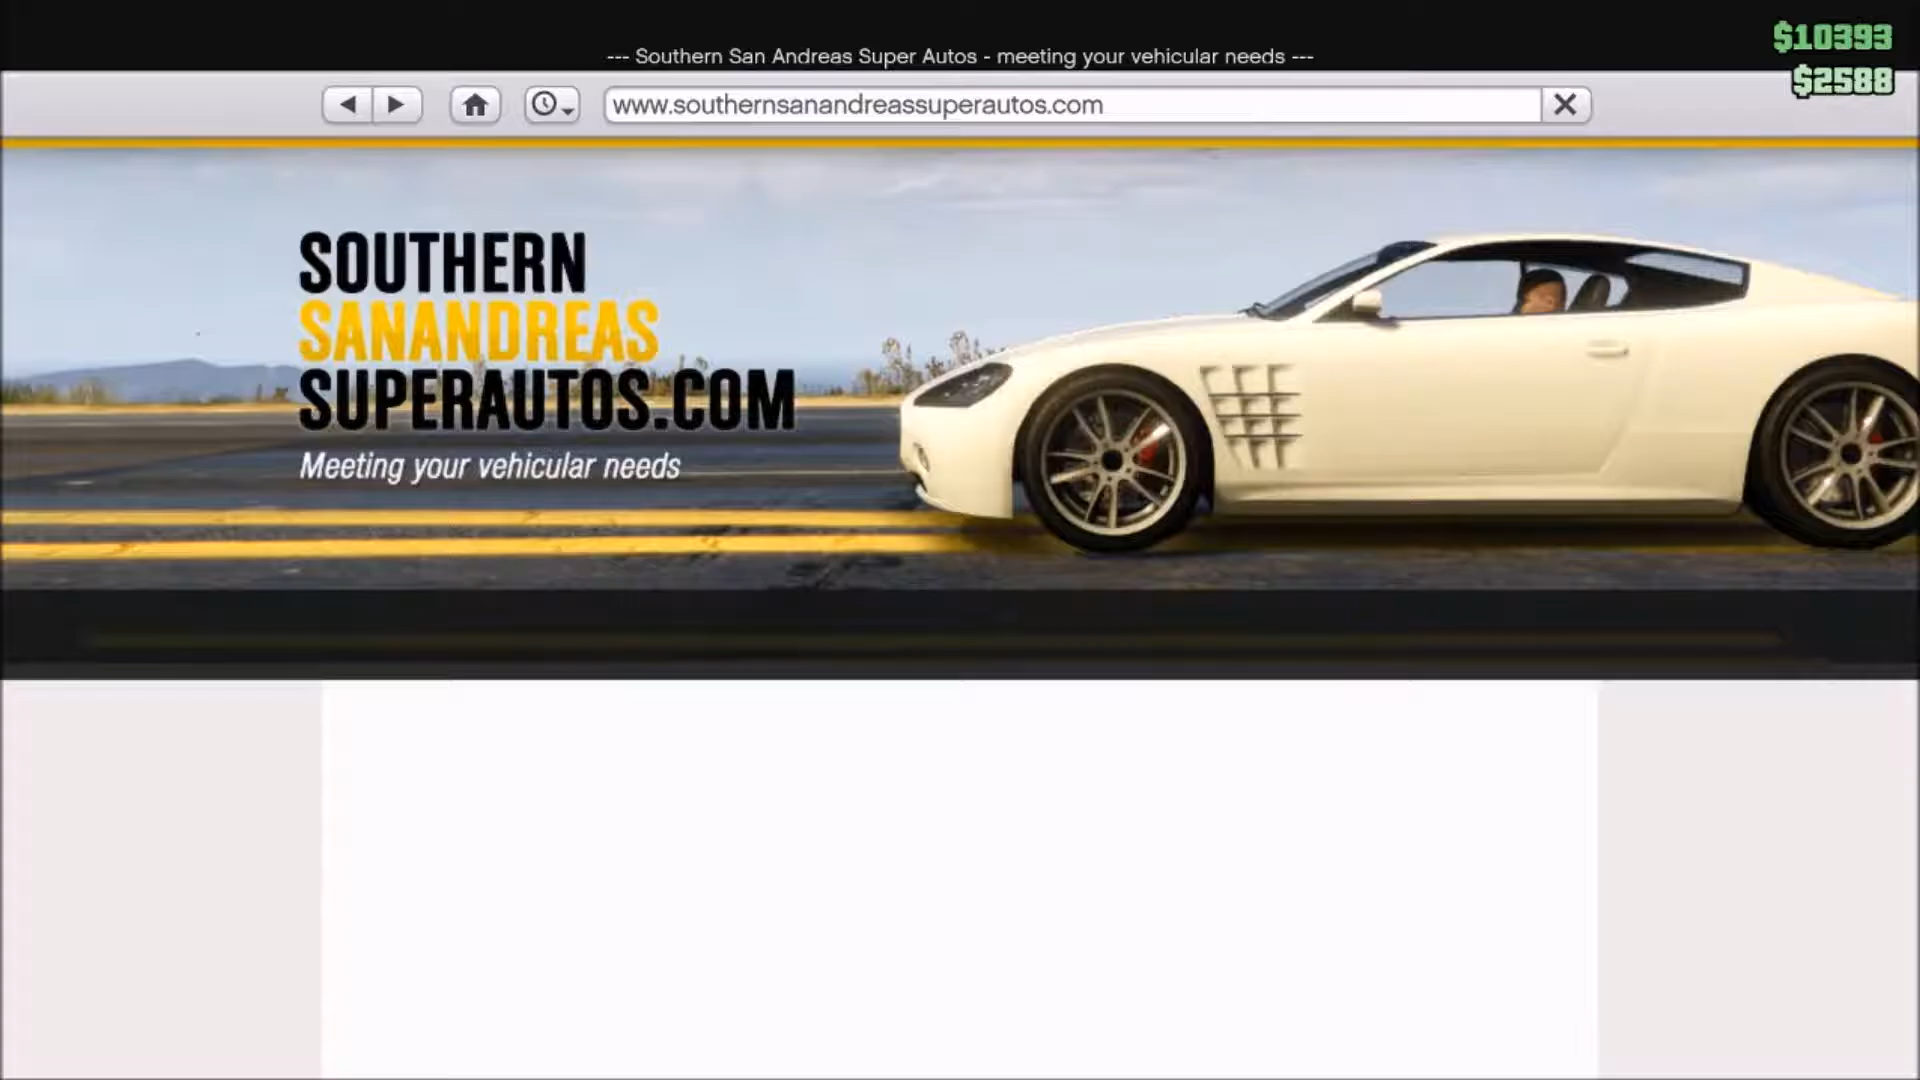 --- Southern San Andreas Super Autos - meeting your vehicular needs ---
$10393
$2588
www.southernsanandreassuperautos.com
SOUTHERN
SANANDREAS
SUPERAUTOS.COM
Meeting your vehicular needs